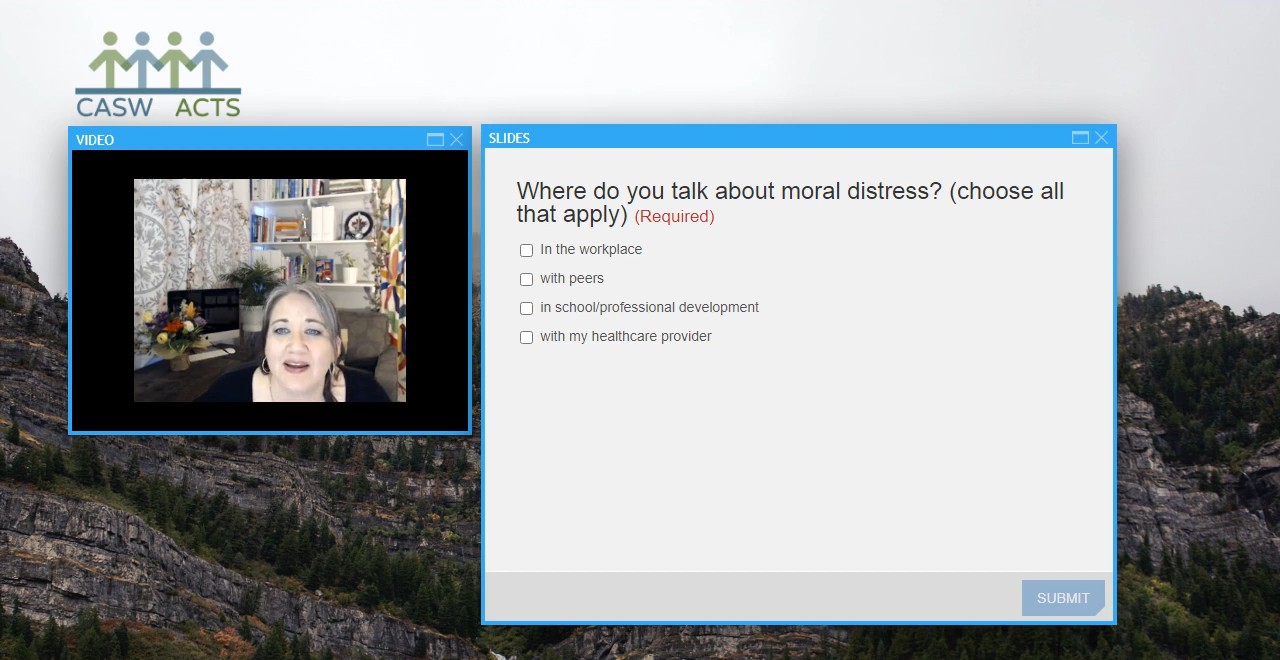 CASW ACTS
VIDEO
SLIDES
Where do you talk about moral distress? (choose all
that apply) (Required)
In the workplace
with peers
in school/professional development
with my healthcare provider
SUBMIT